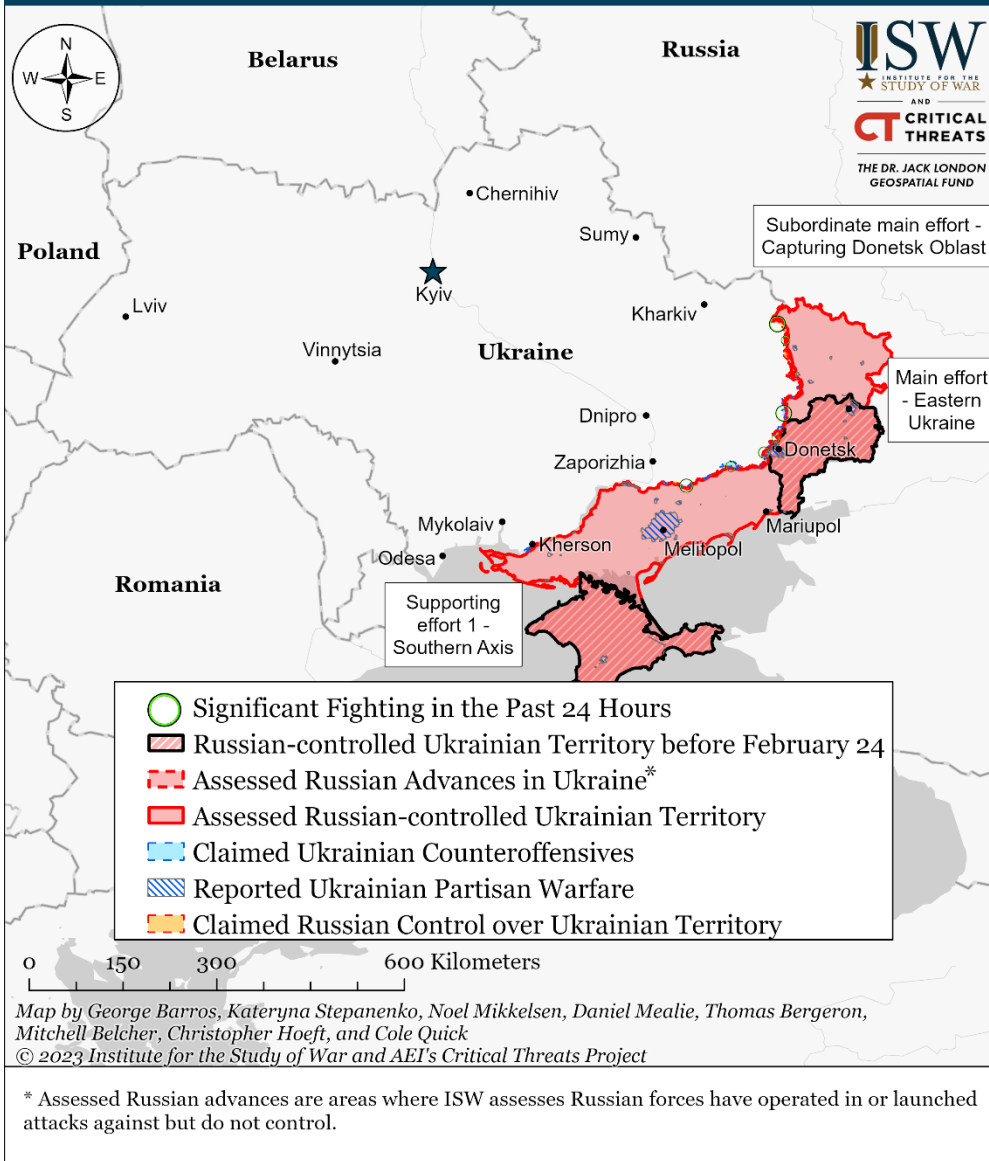 N
W
E
S
Belarus
Russia
ISW
INSTITUTE FOR THE
STUDY OF WAR
AND
CT CRITICAL
THREATS
THE DR. JACK LONDON
GEOSPATIAL FUND
Chernihiv
Sumy
Subordinate main effort -
Capturing Donetsk Oblast
Poland
Kyiv
Lviv
Kharkiv
Vinnytsia
Ukraine
Main effort
- Eastern
Ukraine
Dnipro
Donetsk
Zaporizhia
Mykolaiv
Mariupol
Kherson
Melitopol
Odesa
Romania
Supporting
effort 1 -
Southern Axis
Significant Fighting in the Past 24 Hours
Russian-controlled Ukrainian Territory before February 24
Assessed Russian Advances in Ukraine*
Assessed Russian-controlled Ukrainian Territory
Claimed Ukrainian Counteroffensives
Reported Ukrainian Partisan Warfare
Claimed Russian Control over Ukrainian Territory
0 150 300 600 Kilometers
Map by George Barros, Kateryna Stepanenko, Noel Mikkelsen, Daniel Mealie, Thomas Bergeron,
Mitchell Belcher, Christopher Hoeft, and Cole Quick
© 2023 Institute for the Study of War and AEI's Critical Threats Project
* Assessed Russian advances are areas where ISW assesses Russian forces have operated in or launched
attacks against but do not control.